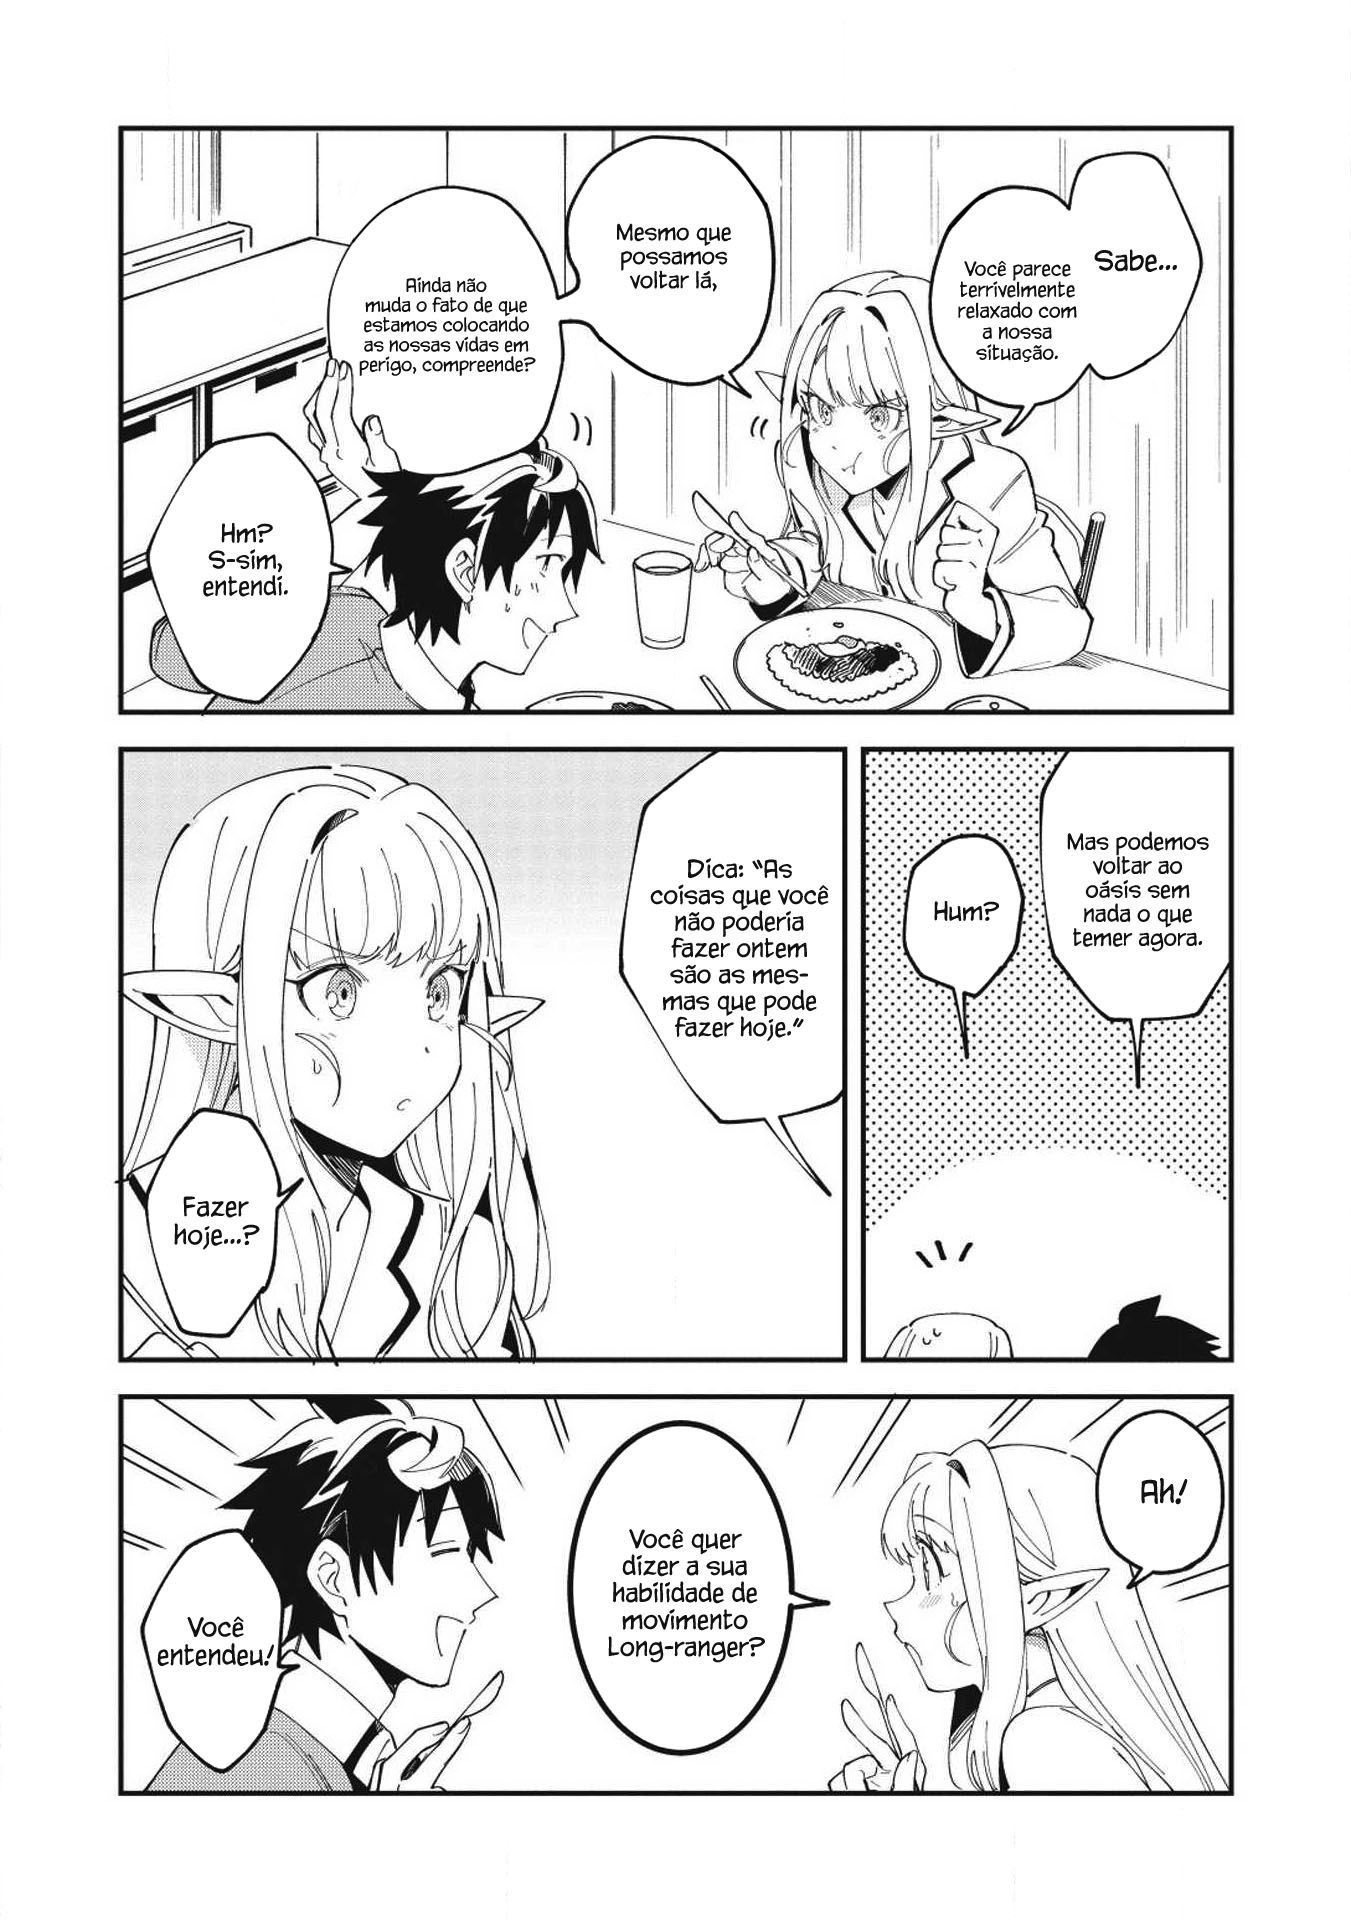 Sabe...
Você parece
terrivelmente
relaxado com
a nossa
situação.
Mesmo que
possamos
voltar lá,
Ainda não
muda o fato de que
estamos colocando
as nossas vidas em
perigo, compreende?
Hm?
S-sim,
entendi.
Mas podemos
voltar ao
oásis sem
nada o que
temer agora.
Hum?
Dica: "As
coisas que você
não poderia
fazer ontem
são as mes-
mas que pode
fazer hoje."
Fazer
hoje...?
Ah!
Você quer
dizer a sua
habilidade de
movimento
Long-ranger?
Você
entendeu!